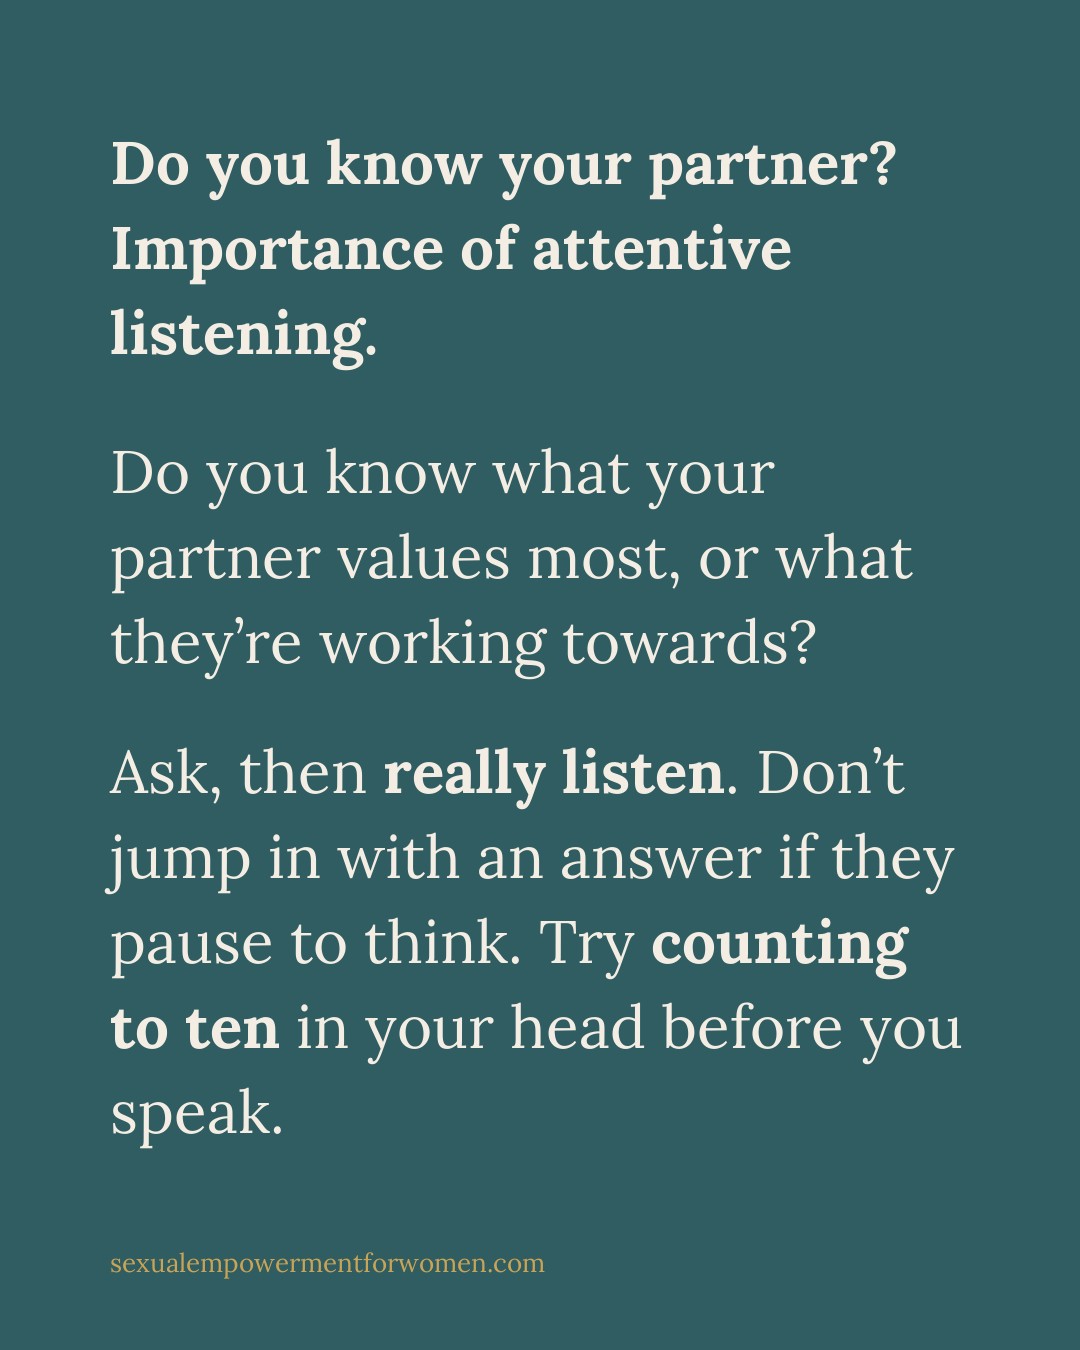 Do you know your partner?
Importance of attentive
listening.
Do you know what your
partner values most, or what
they’re working towards?
Ask, then really listen. Don’t
jump in with an answer if they
pause to think. Try counting
to ten in your head before you
speak.
sexualempowermentforwomen.com